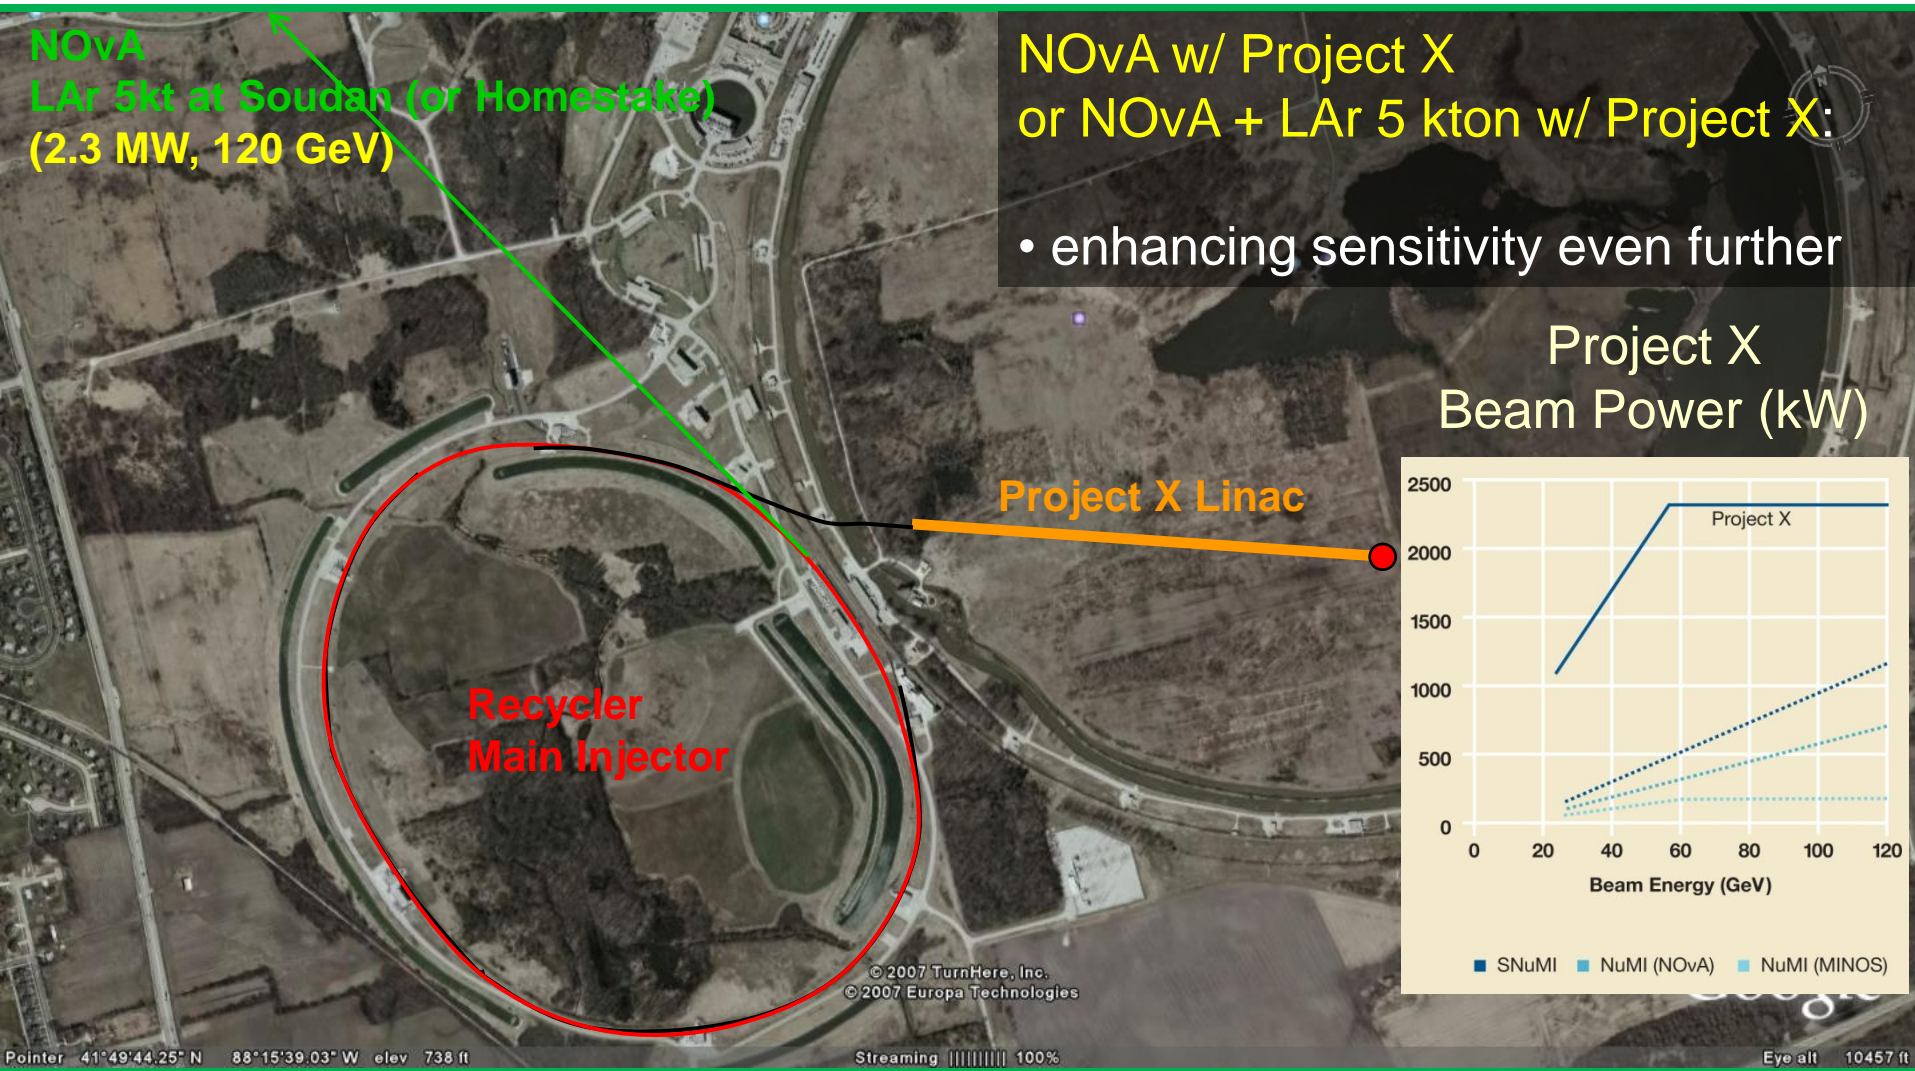 NOvA
LAr 5kt at Soudan (or Homestake)
(2.3 MW, 120 GeV)
NOvA w/ Project X
or NOvA + LAr 5 kton w/ Project X:
• enhancing sensitivity even further
N
Project X
Beam Power (kW)
Project X Linac
Recycler
Main Injector
2500
2000
1500
1000
500
0
Project X
0 20 40 60 80 100 120
Beam Energy (GeV)
SNuMI NuMI (NOvA) NuMI (MINOS)
© 2007 TurnHere, Inc.
© 2007 Europa Technologies
Google
Pointer 41°49'44.25" N 88°15'39.03" W elev 738 ft
Streaming |||||||||| 100%
Eye alt 10457 ft